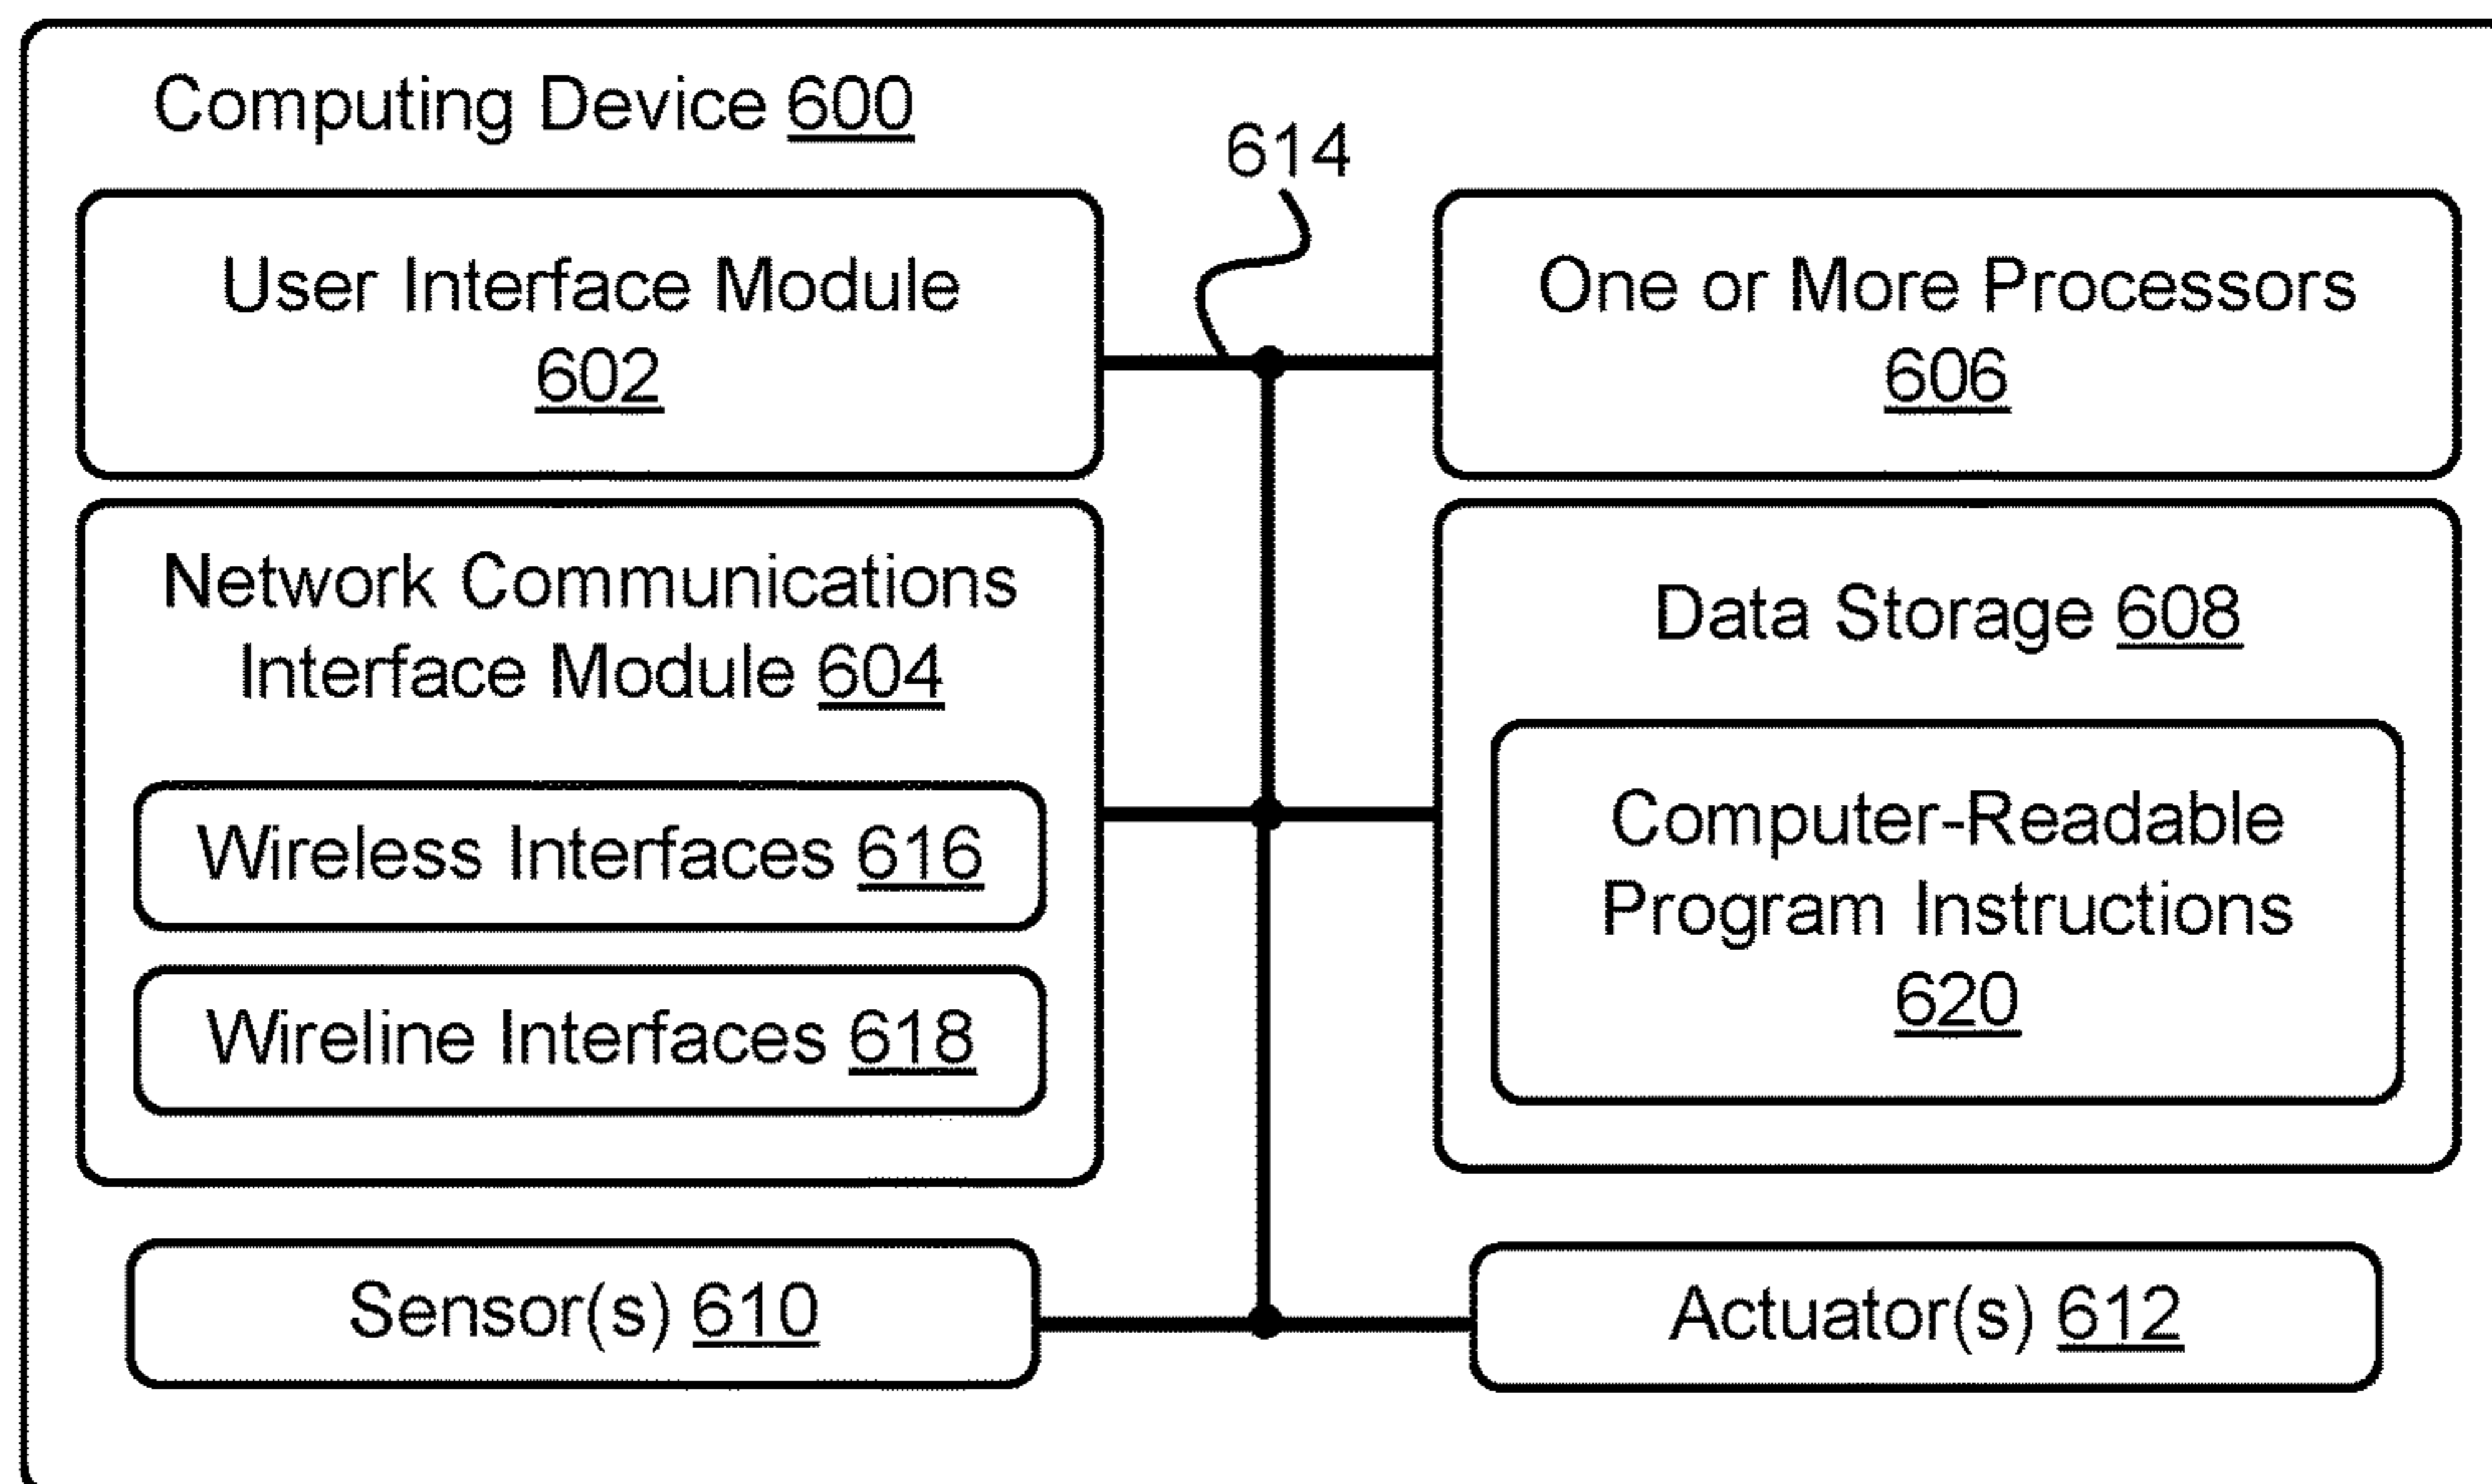 Computing Device 600
614
User Interface Module
602
One or More Processors
606
Network Communications
Interface Module 604
Wireless Interfaces 616
Wireline Interfaces 618
Data Storage 608
Computer-Readable
Program Instructions
620
Sensor(s) 610
Actuator(s) 612